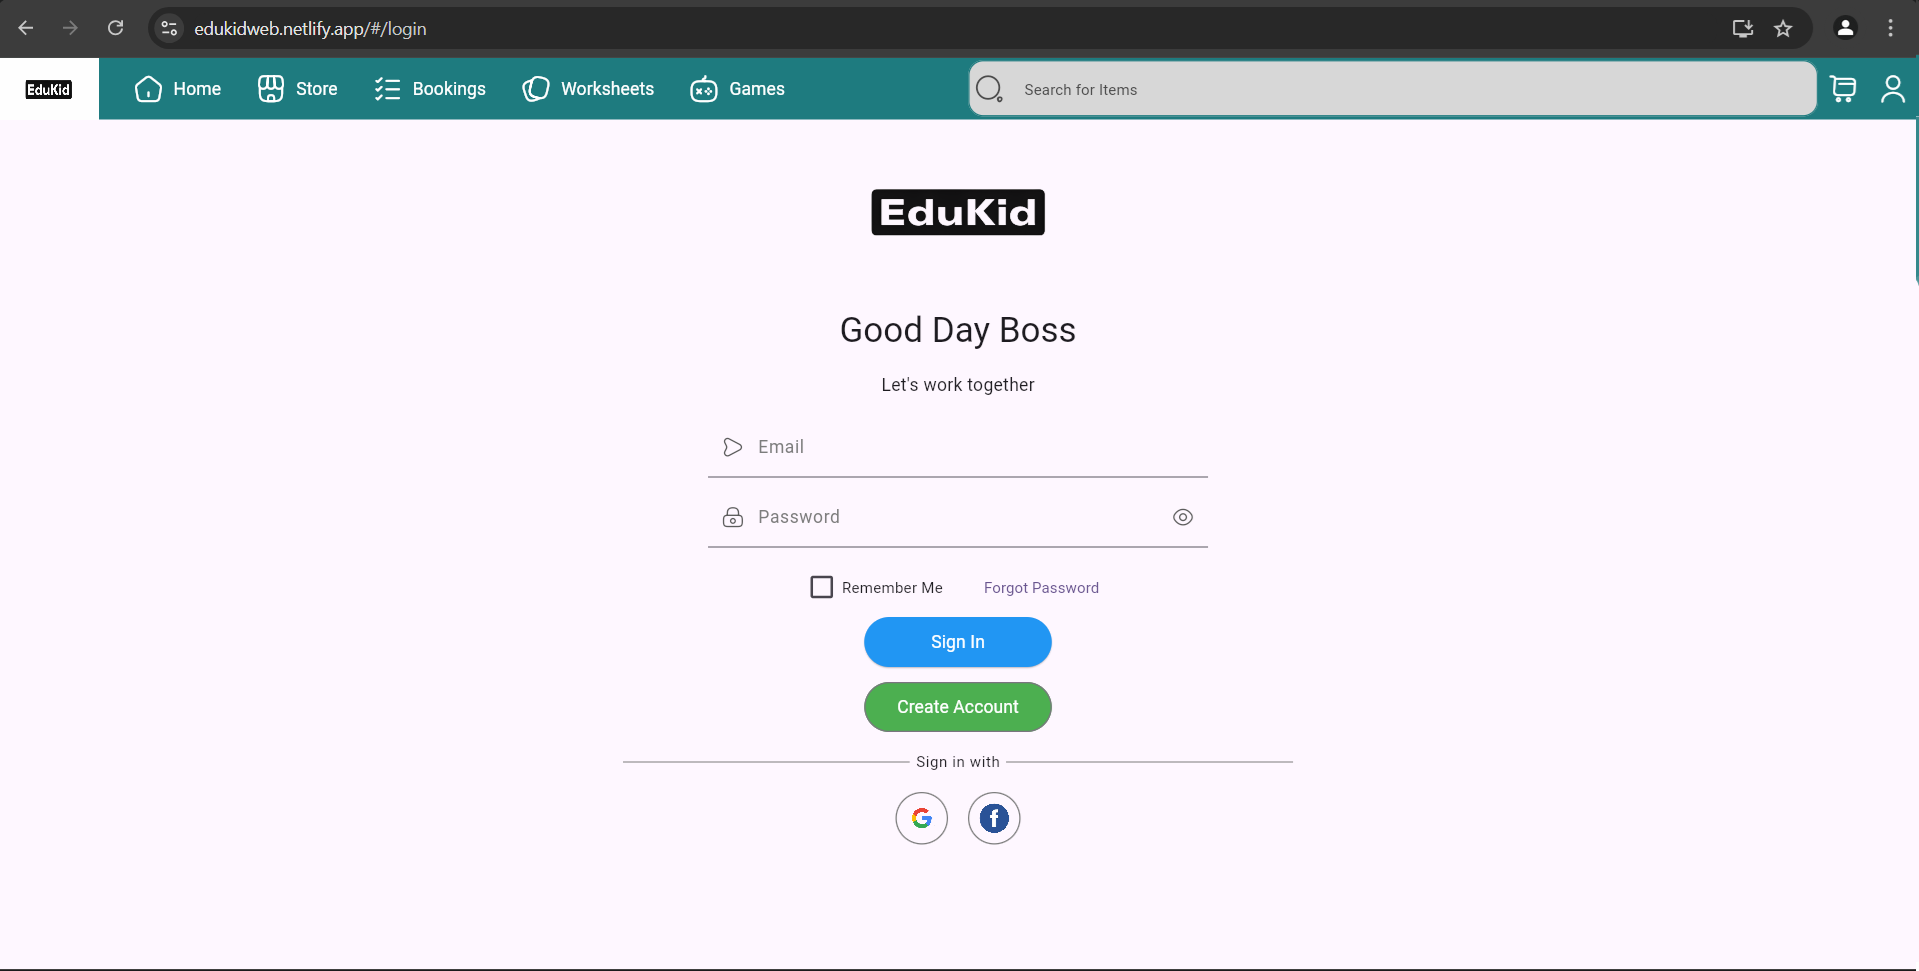 edukidweb.netlify.app/#/login
EduKid
Home
Store
Bookings
Worksheets
Games
Search for Items
EduKid
Good Day Boss
Let's work together
Email
Password
Remember Me
Forgot Password
Sign In
Create Account
Sign in with